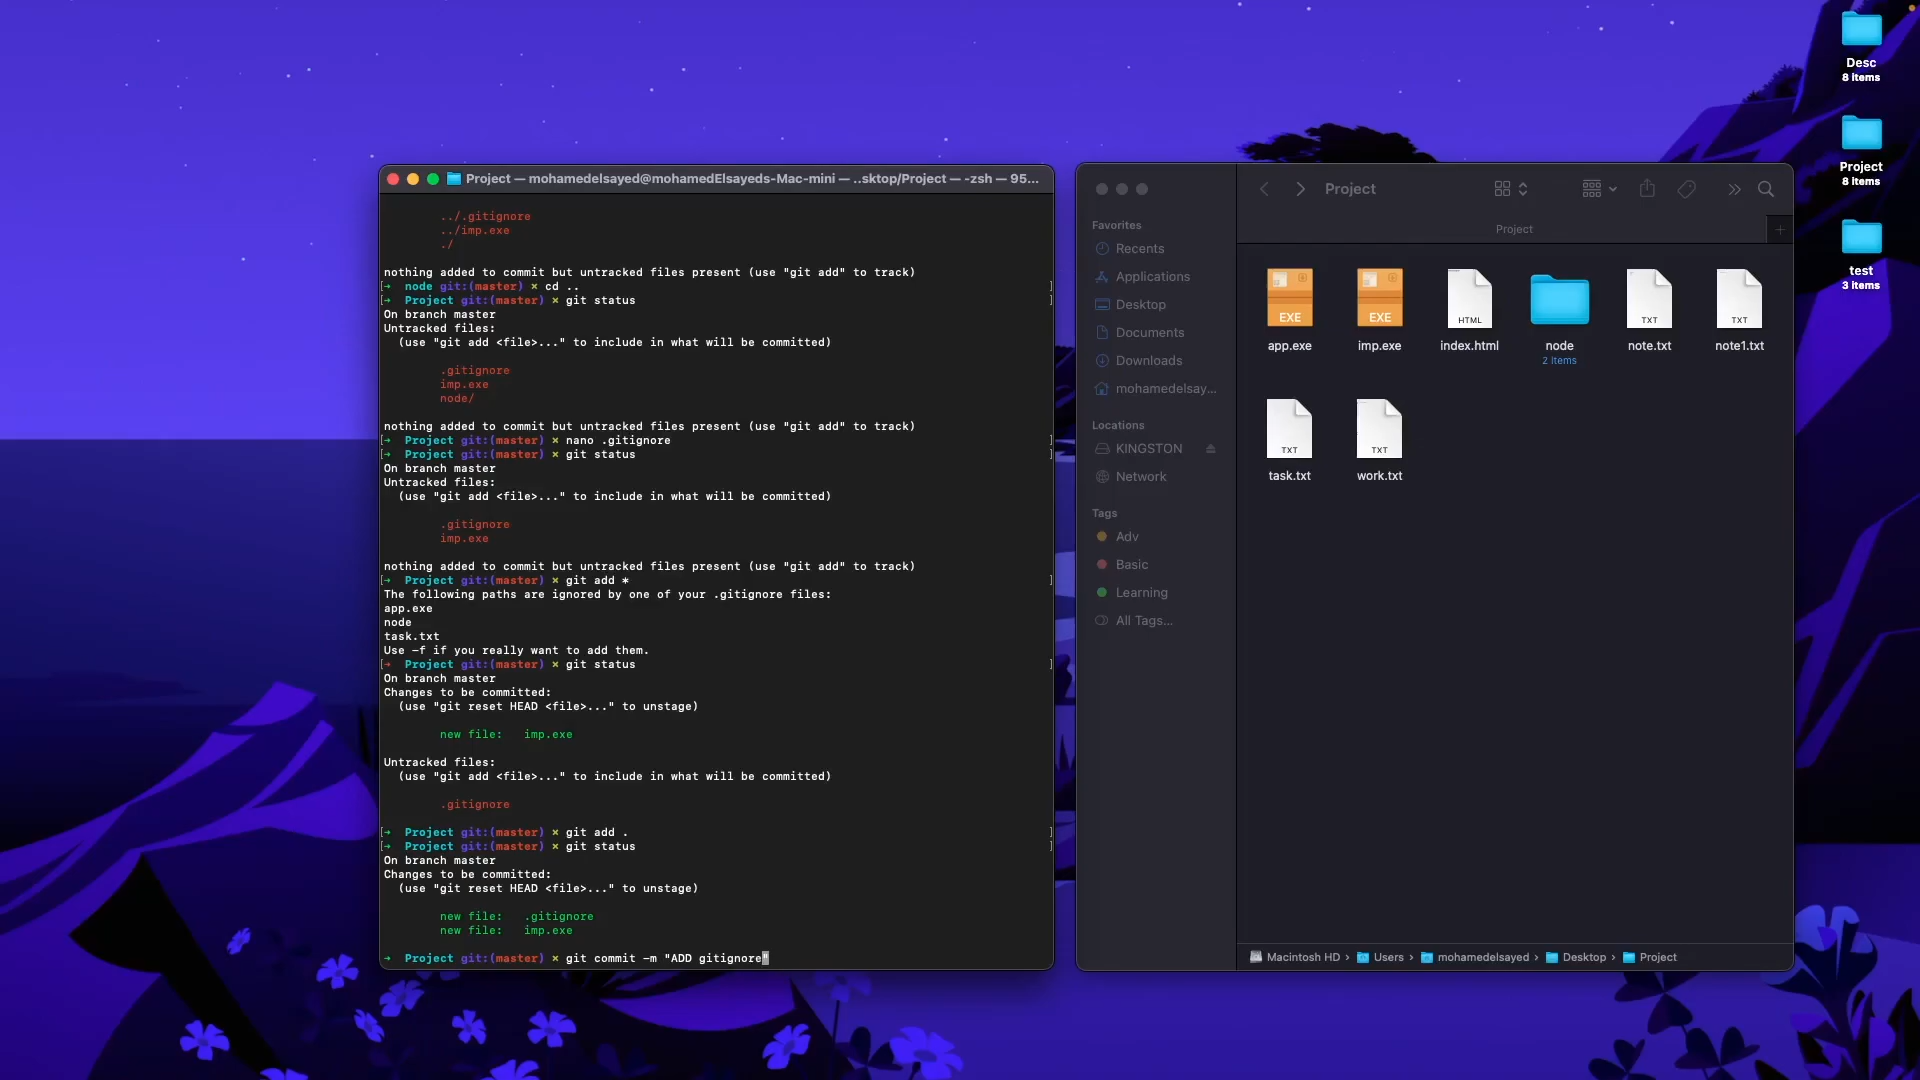 Project — mohamedelsayed@mohamedElsayeds-Mac-mini — ..sktop/Project — -zsh — 95...
../.gitignore
../imp.exe
./
nothing added to commit but untracked files present (use "git add" to track)
[→ node git:(master) × cd ..
[→ Project git:(master) × git status
On branch master
Untracked files:
(use "git add <file>..." to include in what will be committed)
.gitignore
imp.exe
node/
nothing added to commit but untracked files present (use "git add" to track)
[→ Project git:(master) × nano .gitignore
[→ Project git:(master) × git status
On branch master
Untracked files:
(use "git add <file>..." to include in what will be committed)
.gitignore
imp.exe
nothing added to commit but untracked files present (use "git add" to track)
[→ Project git:(master) × git add *
The following paths are ignored by one of your .gitignore files:
app.exe
node
task.txt
Use -f if you really want to add them.
[→ Project git:(master) × git status
On branch master
Changes to be committed:
(use "git reset HEAD <file>..." to unstage)
new file: imp.exe
Untracked files:
(use "git add <file>..." to include in what will be committed)
.gitignore
[→ Project git:(master) × git add .
[→ Project git:(master) × git status
On branch master
Changes to be committed:
(use "git reset HEAD <file>..." to unstage)
new file: .gitignore
new file: imp.exe
→ Project git:(master) × git commit -m "ADD gitignore"
Favorites
Recents
Applications
Desktop
Documents
Downloads
mohamedelsay...
Locations
KINGSTON
Network
Tags
Adv
Basic
Learning
All Tags...
Project
Project
EXE
app.exe
EXE
imp.exe
HTML
index.html
node
2 items
TXT
note.txt
TXT
note1.txt
TXT
task.txt
TXT
work.txt
Macintosh HD › Users › mohamedelsayed › Desktop › Project
Desc
8 items
Project
8 items
test
3 items